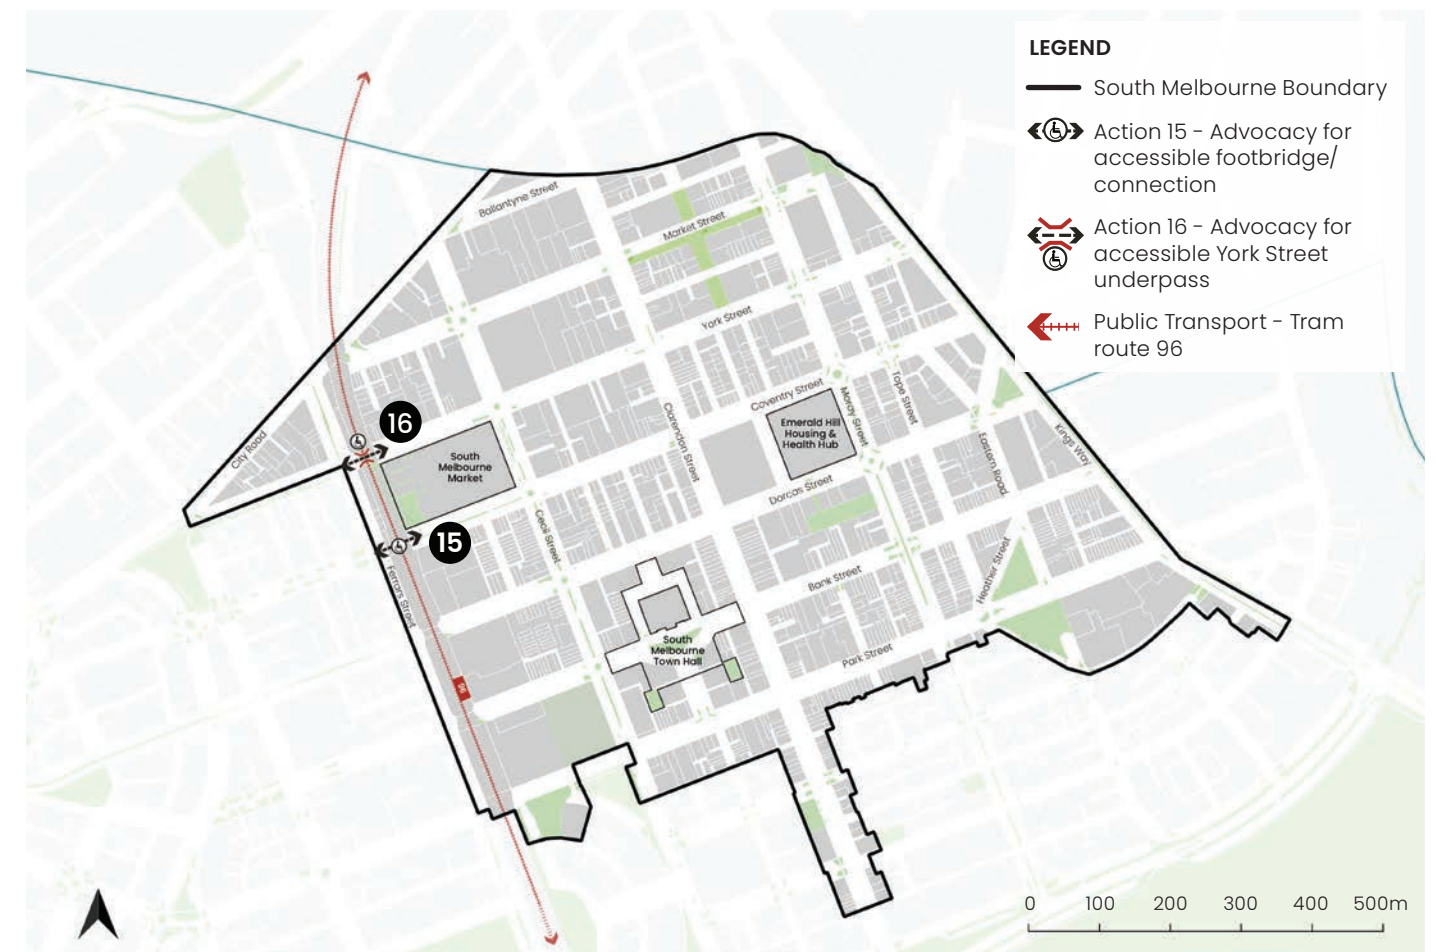 LEGEND
South Melbourne Boundary
Action 15 - Advocacy for
accessible footbridge/
connection
Action 16 - Advocacy for
accessible York Street
underpass
Public Transport - Tram
route 96
Ballantyne Street
Market Street
York Street
Coventry Street
Tope Street
Moray Street
Clarendon Street
Emerald Hill
Housing &
Health Hub
Kings Way
Eastern Road
City Road
16
South
Melbourne
Market
Dorcas Street
Cecil Street
15
Ferrars Street
Heather Street
Bank Street
South
Melbourne
Town Hall
Park Street
96
0 100 200 300 400 500m